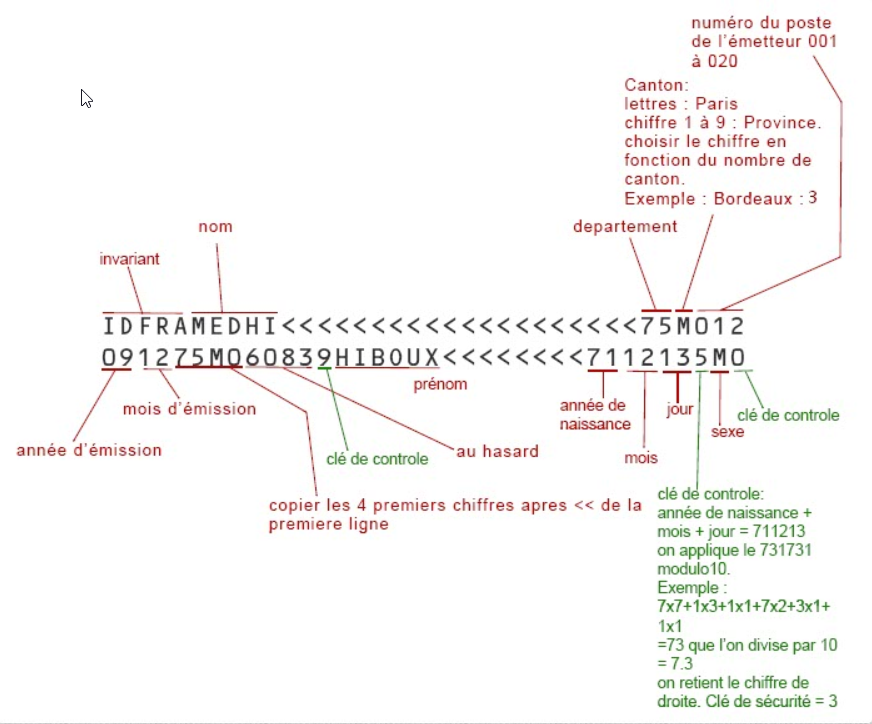 numéro du poste
de l'émetteur 001
à 020
Canton:
lettres : Paris
chiffre 1 à 9 : Province.
choisir le chiffre en
fonction du nombre de
canton.
Exemple : Bordeaux : 3
departement
nom
invariant
IDFRAMEDHI<<<<<<<<<<<<<<<<<<<<75M012
091275M060839HIBOUX<<<<<<<<7112135M0
prénom
mois d'émission
année d'émission
clé de controle
au hasard
copier les 4 premiers chiffres apres << de la
premiere ligne
année de
naissance
mois
jour
sexe
clé de controle
clé de controle:
année de naissance +
mois + jour = 711213
on applique le 731731
modulo10.
Exemple :
7x7+1x3+1x1+7x2+3x1+
1x1
=73 que l'on divise par 10
= 7.3
on retient le chiffre de
droite. Clé de sécurité = 3